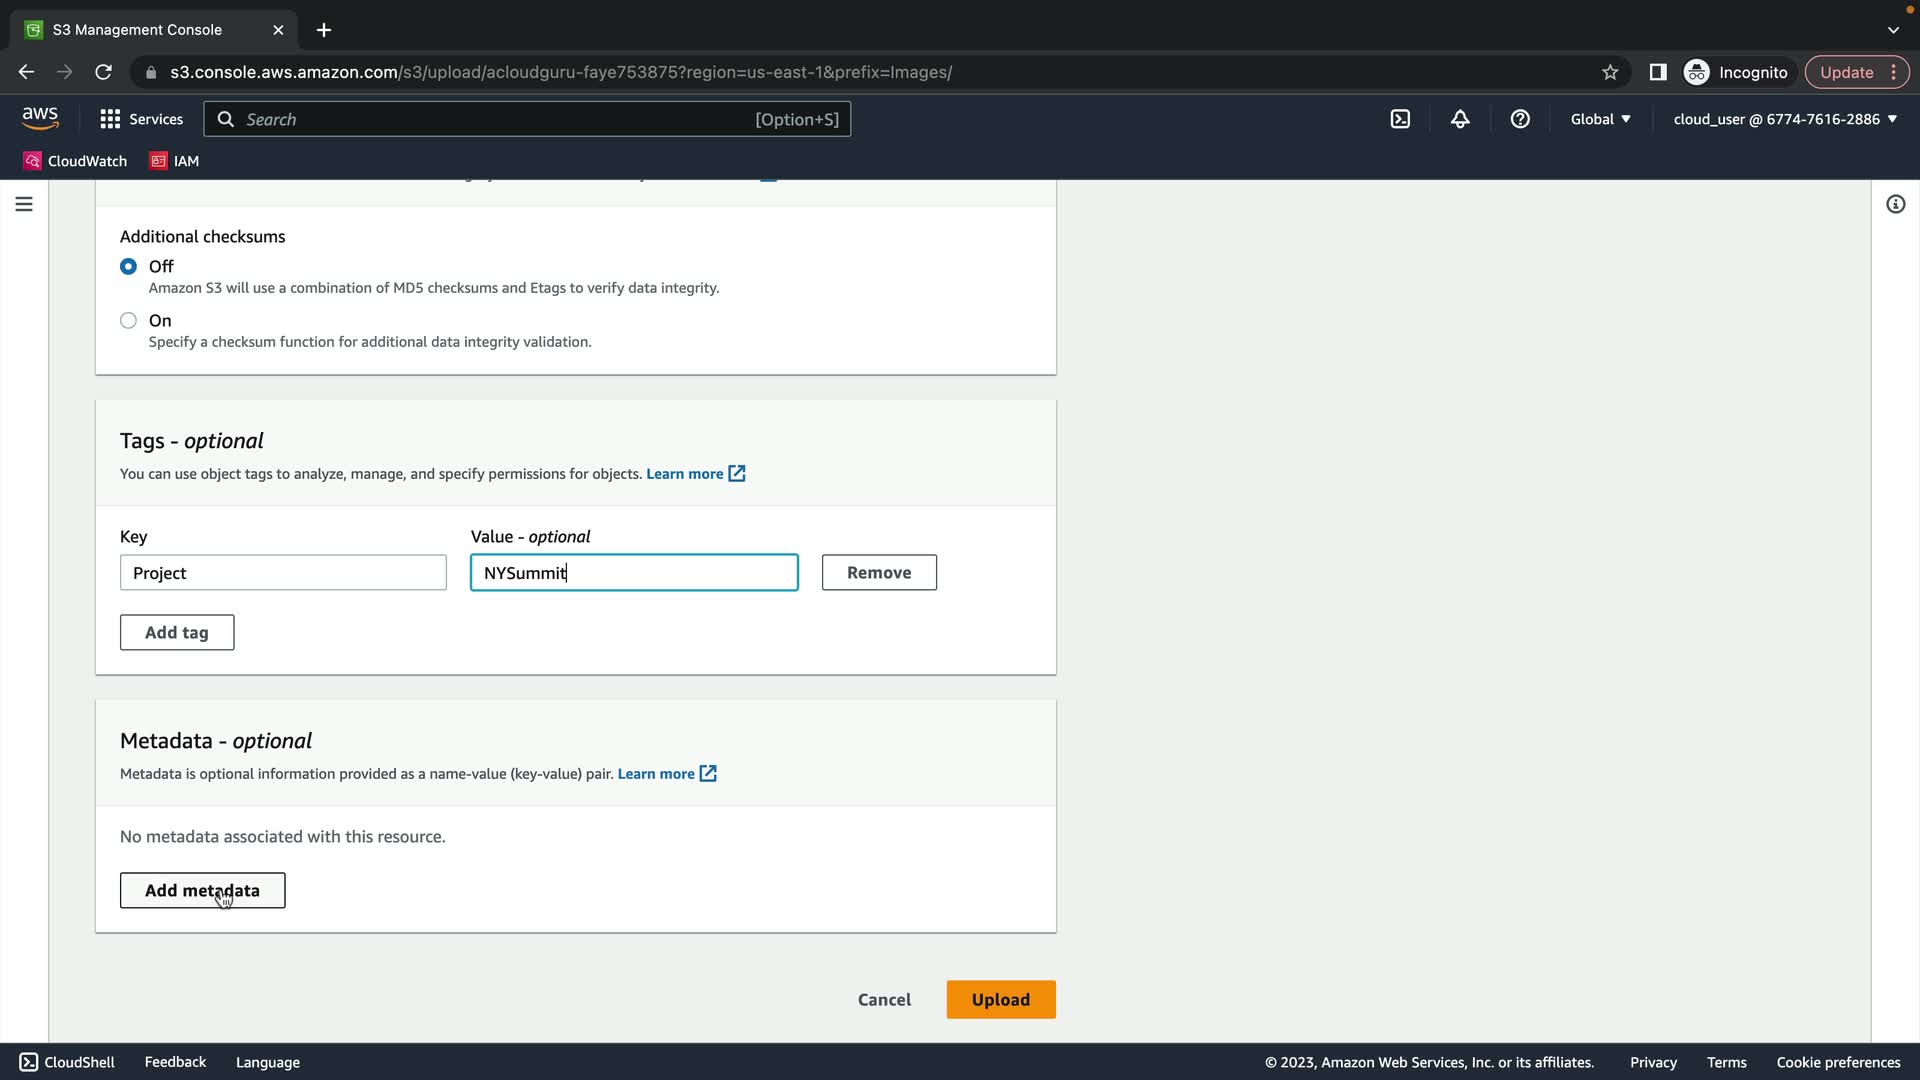 S3 Management Console
s3.console.aws.amazon.com/s3/upload/acloudguru-faye753875?region=us-east-1&prefix=Images/
Incognito
Update
aws
Services
Search
[Option+S]
Global
cloud_user @ 6774-7616-2886
CloudWatch
IAM
Additional checksums
Off
Amazon S3 will use a combination of MD5 checksums and Etags to verify data integrity.
On
Specify a checksum function for additional data integrity validation.
Tags - optional
You can use object tags to analyze, manage, and specify permissions for objects. Learn more
Key
Value - optional
Project
NYSummit
Remove
Add tag
Metadata - optional
Metadata is optional information provided as a name-value (key-value) pair. Learn more
No metadata associated with this resource.
Add metadata
Cancel
Upload
CloudShell
Feedback
Language
© 2023, Amazon Web Services, Inc. or its affiliates.
Privacy
Terms
Cookie preferences